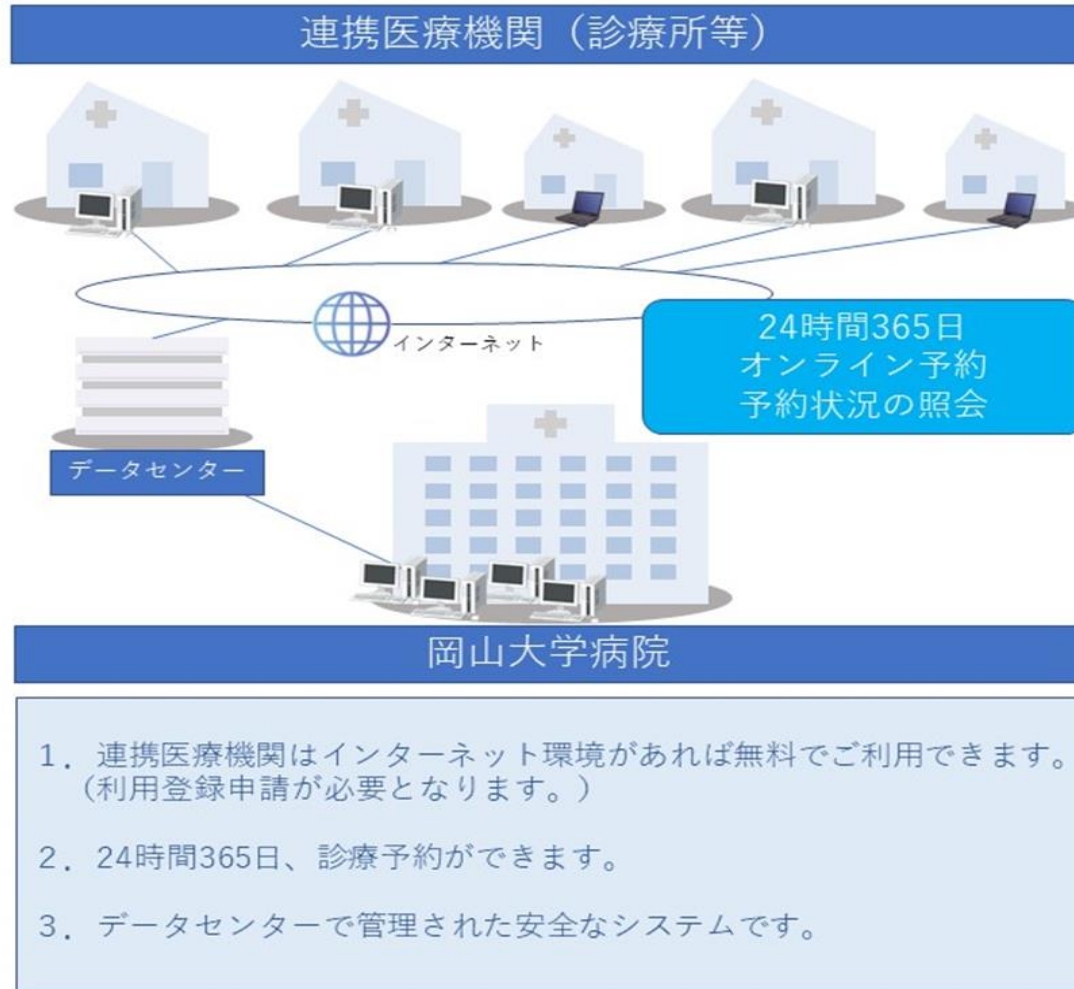 連携医療機関（診療所等）
インターネット
24時間365日
オンライン予約
予約状況の照会
データセンター
岡山大学病院
1．連携医療機関はインターネット環境があれば無料でご利用できます。
（利用登録申請が必要となります。）
2．24時間365日、診療予約ができます。
3．データセンターで管理された安全なシステムです。